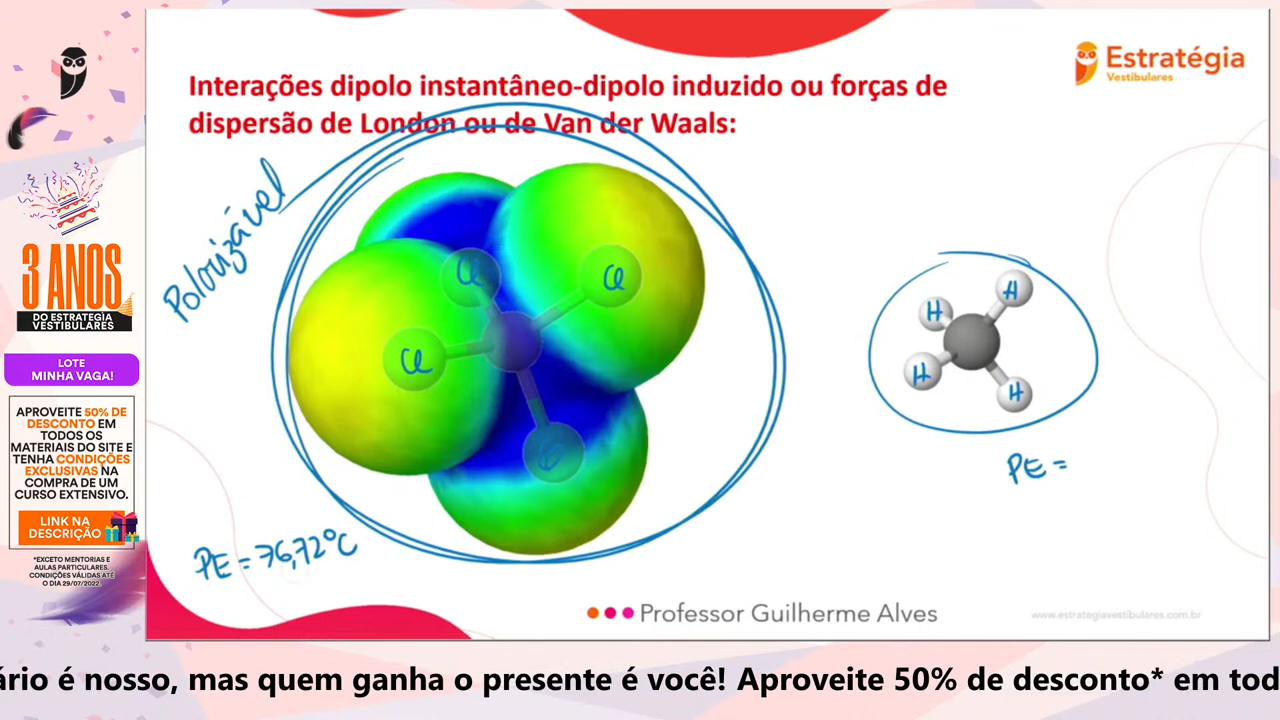 Estratégia
Vestibulares
Interações dipolo instantâneo-dipolo induzido ou forças de
dispersão de London ou de Van der Waals:
Polarizável
Cl
Cl
Cl
H
H
H
H
PE =
PE = 76,72°C
Professor Guilherme Alves
www.estrategiavestibulares.com.br
3 ANOS
DO ESTRATÉGIA
VESTIBULARES
LOTE
MINHA VAGA!
APROVEITE 50% DE
DESCONTO EM
TODOS OS
MATERIAIS DO SITE E
TENHA CONDIÇÕES
EXCLUSIVAS NA
COMPRA DE UM
CURSO EXTENSIVO.
LINK NA
DESCRIÇÃO
*EXCETO MENTORIAS E
AULAS PARTICULARES.
CONDIÇÕES VÁLIDAS ATÉ
O DIA 29/07/2022.
ário é nosso, mas quem ganha o presente é você! Aproveite 50% de desconto* em tod